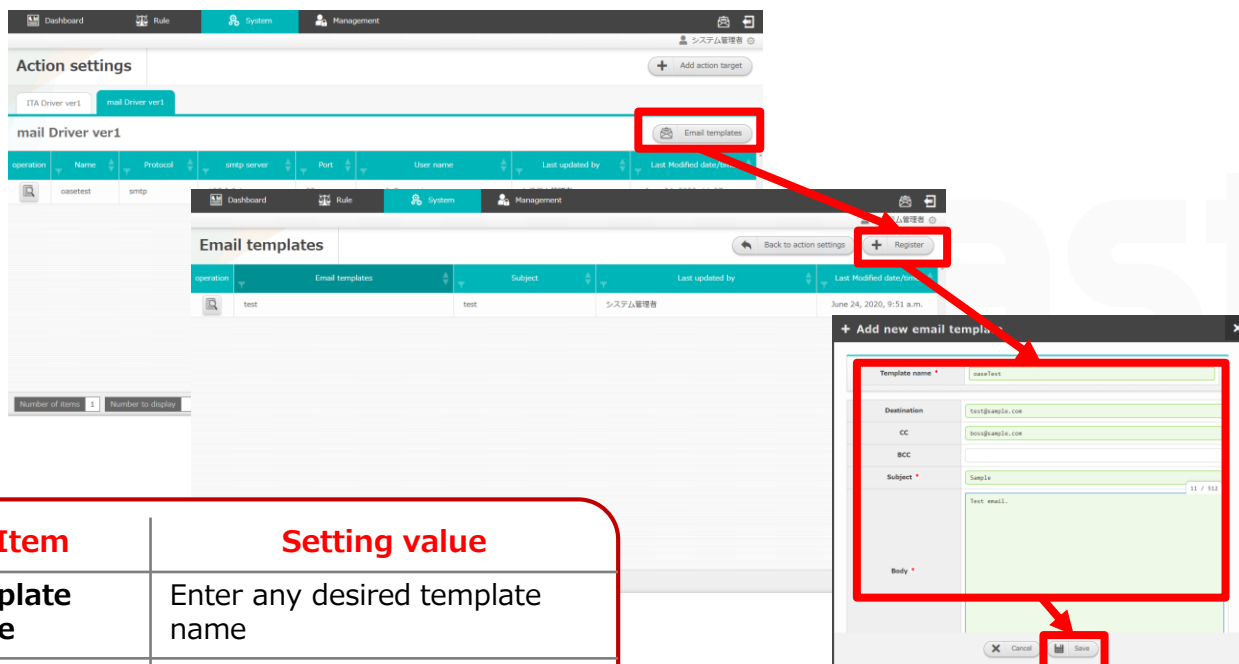 Dashboard Rule System Management
システム管理者
Action settings
Add action target
ITA Driver ver1 mail Driver ver1
mail Driver ver1
Email templates
operation Name Protocol smtp server Port User name Last updated by Last Modified date/time
oasetest smtp
Dashboard Rule System Management
ム管理者
Email templates
Back to action settings Register
operation Email templates Subject Last updated by Last Modified date/time
test test システム管理者 June 24, 2020, 9:51 a.m.
Number of items 1 Number to display
+ Add new email template
Template name * oaseTest
Destination test@sample.com
CC boss@sample.com
BCC
Subject * Sample
11 / 512
Test email.
Body *
Cancel Save
Item Setting value
plate
e
Enter any desired template
name